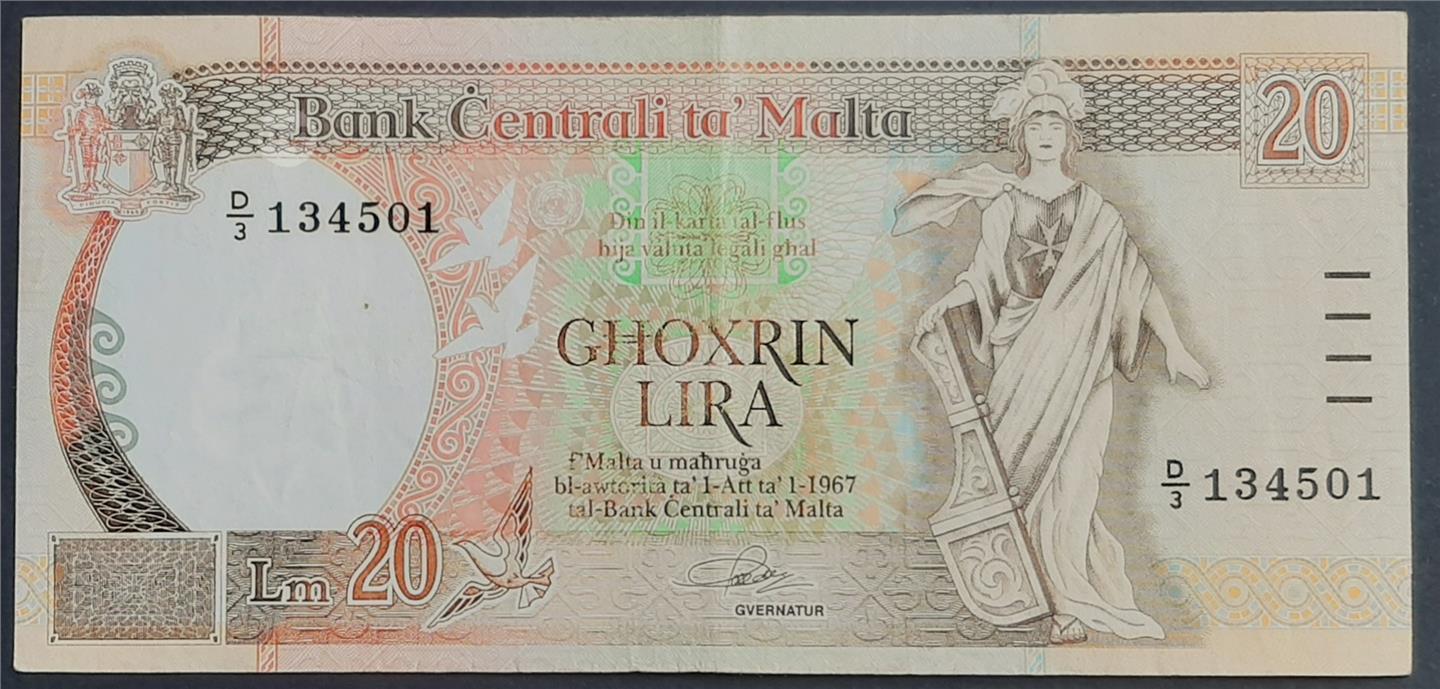 Bank Ċentrali ta' Malta
20
D/3 134501
Din il-karta tal-flus
hija valuta legali għal
GĦOXRIN
LIRA
f'Malta u maħruġa
bl-awtorità ta' l-Att ta' l-1967
tal-Bank Ċentrali ta' Malta
D/3 134501
Lm 20
GVERNATUR